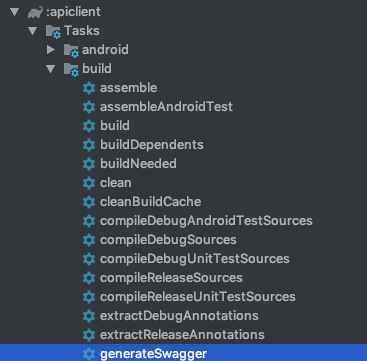 :apiclient
Tasks
android
build
assemble
assembleAndroidTest
build
buildDependents
buildNeeded
clean
cleanBuildCache
compileDebugAndroidTestSources
compileDebugSources
compileDebugUnitTestSources
compileReleaseSources
compileReleaseUnitTestSources
extractDebugAnnotations
extractReleaseAnnotations
generateSwagger